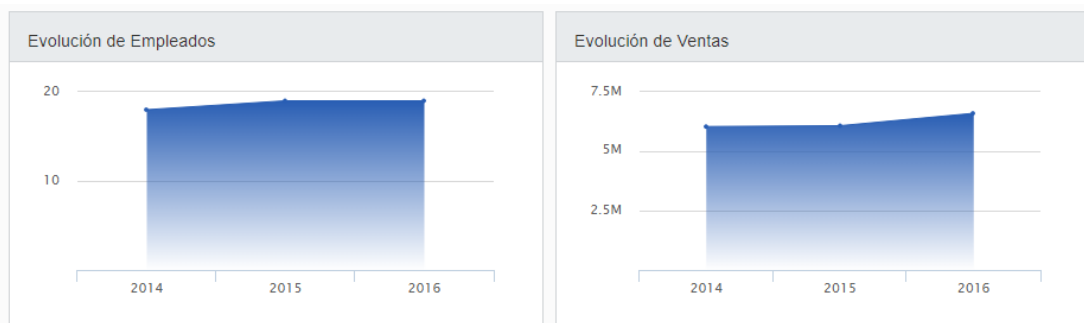 Evolución de Empleados
20
10
2014 2015 2016
Evolución de Ventas
7.5M
5M
2.5M
2014 2015 2016